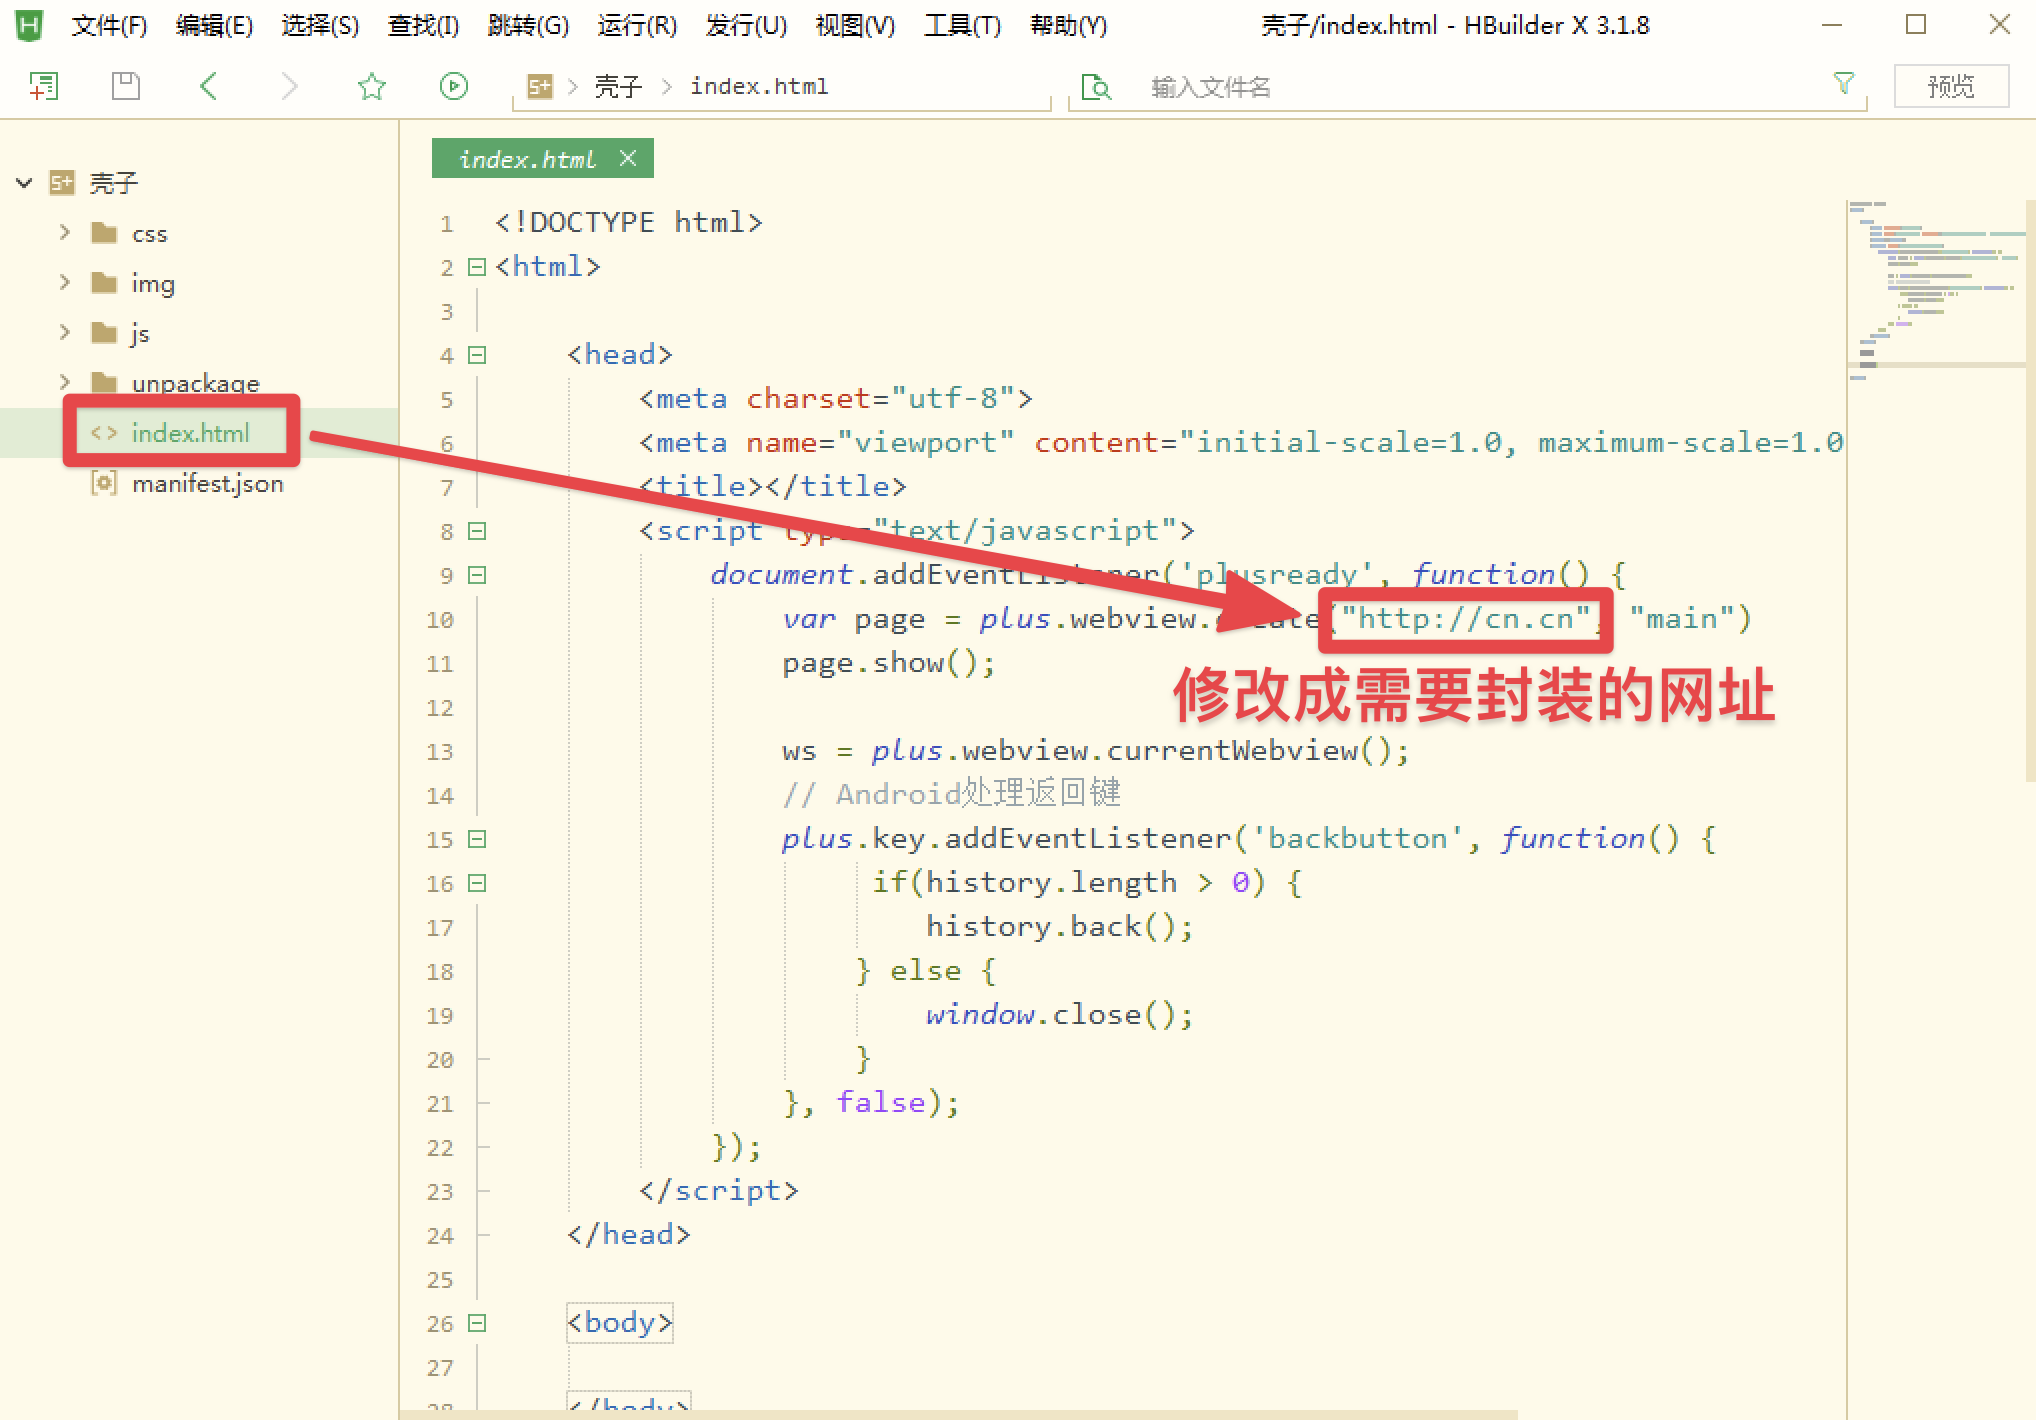 文件(F) 编辑(E) 选择(S) 查找(I) 跳转(G) 运行(R) 发行(U) 视图(V) 工具(T) 帮助(Y) 壳子/index.html - HBuilder X 3.1.8
壳子 index.html 输入文件名 预览
壳子
css
img
js
unpackage
index.html
manifest.json
index.html
1 <!DOCTYPE html>
2 <html>
3
4 <head>
5 <meta charset="utf-8">
6 <meta name="viewport" content="initial-scale=1.0, maximum-scale=1.0
7 <title></title>
8 <script type="text/javascript">
9 document.addEventListener('plusready', function() {
10 var page = plus.webview.create("http://cn.cn", "main")
11 page.show();
修改成需要封装的网址
12
13 ws = plus.webview.currentWebview();
14 // Android处理返回键
15 plus.key.addEventListener('backbutton', function() {
16 if(history.length > 0) {
17 history.back();
18 } else {
19 window.close();
20 }
21 }, false);
22 });
23 </script>
24 </head>
25
26 <body>
27
28 </body>